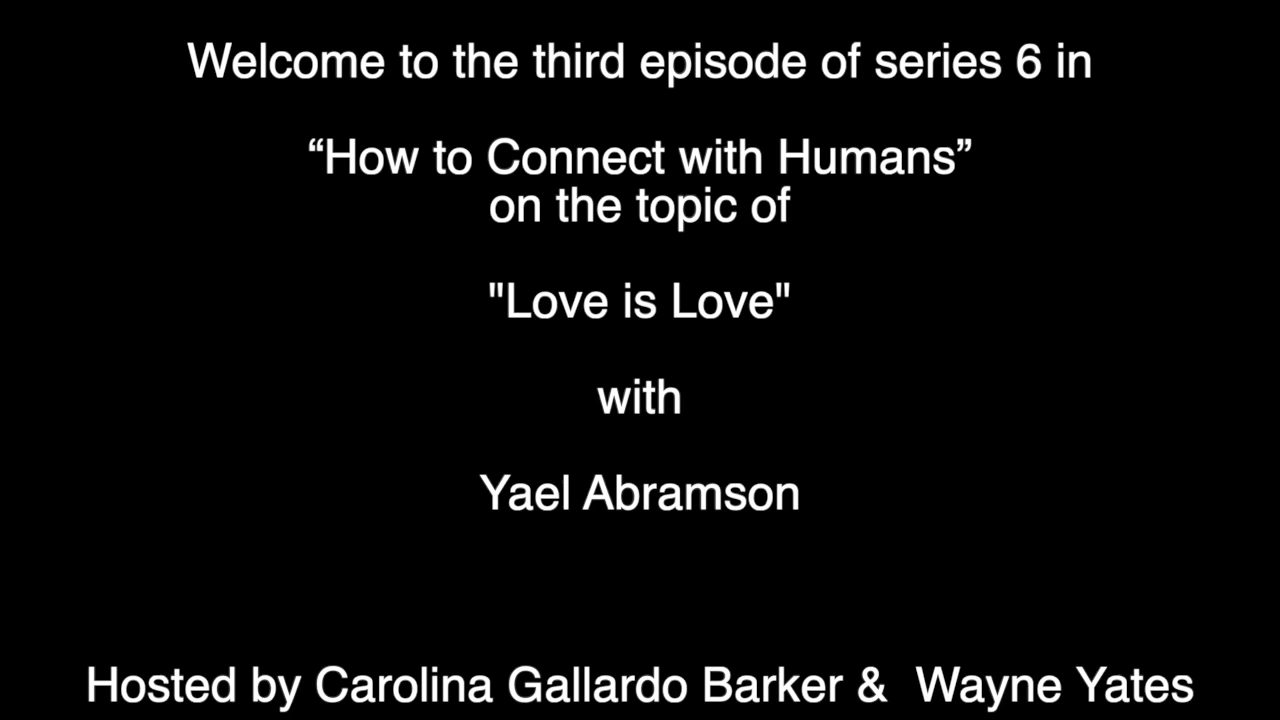 Welcome to the third episode of series 6 in
“How to Connect with Humans”
on the topic of
"Love is Love"
with
Yael Abramson
Hosted by Carolina Gallardo Barker &  Wayne Yates